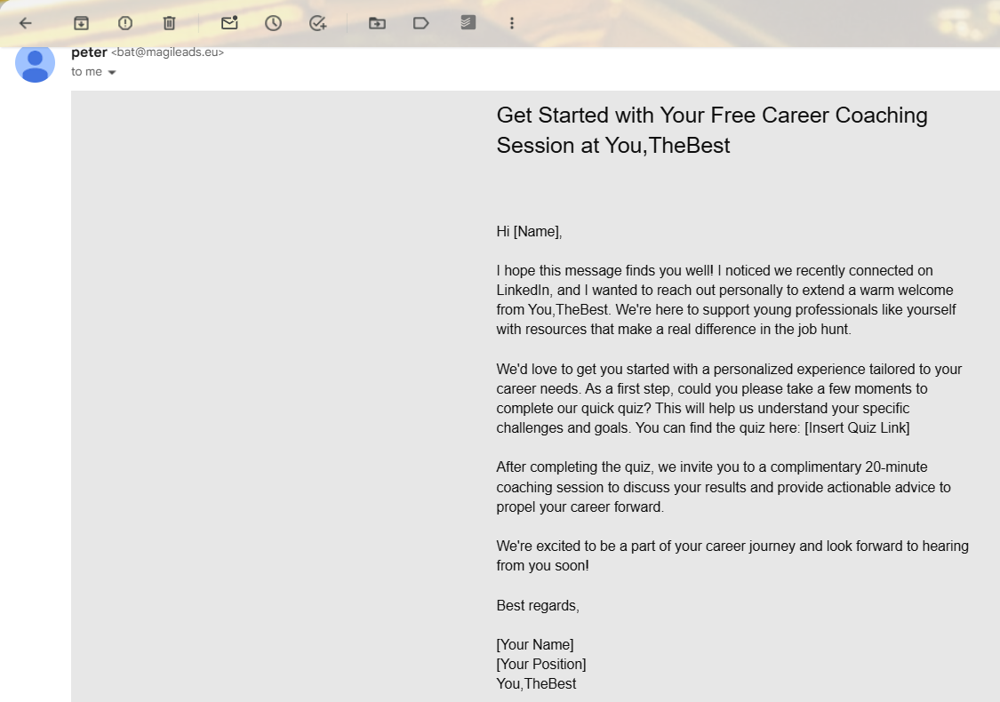 peter <bat@magileads.eu>
to me
Get Started with Your Free Career Coaching
Session at You,TheBest
Hi [Name],
I hope this message finds you well! I noticed we recently connected on
LinkedIn, and I wanted to reach out personally to extend a warm welcome
from You,TheBest. We're here to support young professionals like yourself
with resources that make a real difference in the job hunt.
We'd love to get you started with a personalized experience tailored to your
career needs. As a first step, could you please take a few moments to
complete our quick quiz? This will help us understand your specific
challenges and goals. You can find the quiz here: [Insert Quiz Link]
After completing the quiz, we invite you to a complimentary 20-minute
coaching session to discuss your results and provide actionable advice to
propel your career forward.
We're excited to be a part of your career journey and look forward to hearing
from you soon!
Best regards,
[Your Name]
[Your Position]
You,TheBest